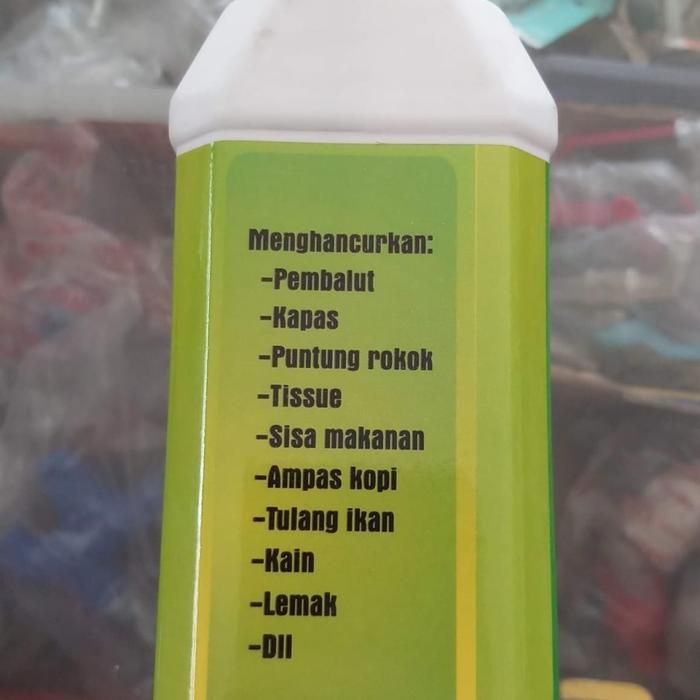 Menghancurkan:
-Pembalut
-Kapas
-Puntung rokok
-Tissue
-Sisa makanan
-Ampas kopi
-Tulang ikan
-Kain
-Lemak
-Dll